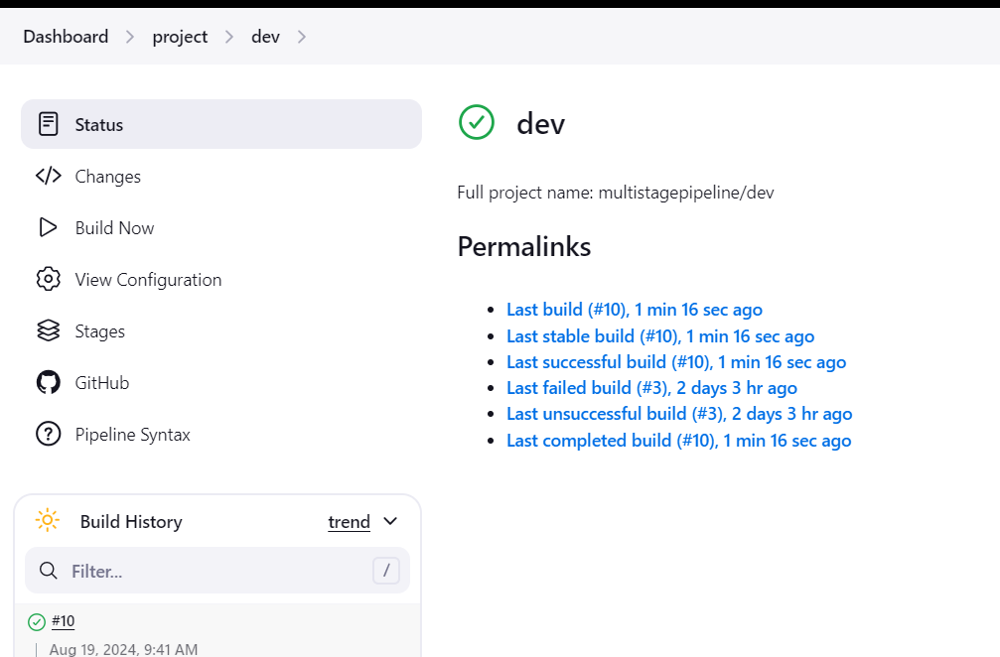 Dashboard > project > dev >
Status
Changes
Build Now
View Configuration
Stages
GitHub
Pipeline Syntax
Build History trend
Filter... /
#10
Aug 19, 2024, 9:41 AM
dev
Full project name: multistagepipeline/dev
Permalinks
• Last build (#10), 1 min 16 sec ago
• Last stable build (#10), 1 min 16 sec ago
• Last successful build (#10), 1 min 16 sec ago
• Last failed build (#3), 2 days 3 hr ago
• Last unsuccessful build (#3), 2 days 3 hr ago
• Last completed build (#10), 1 min 16 sec ago